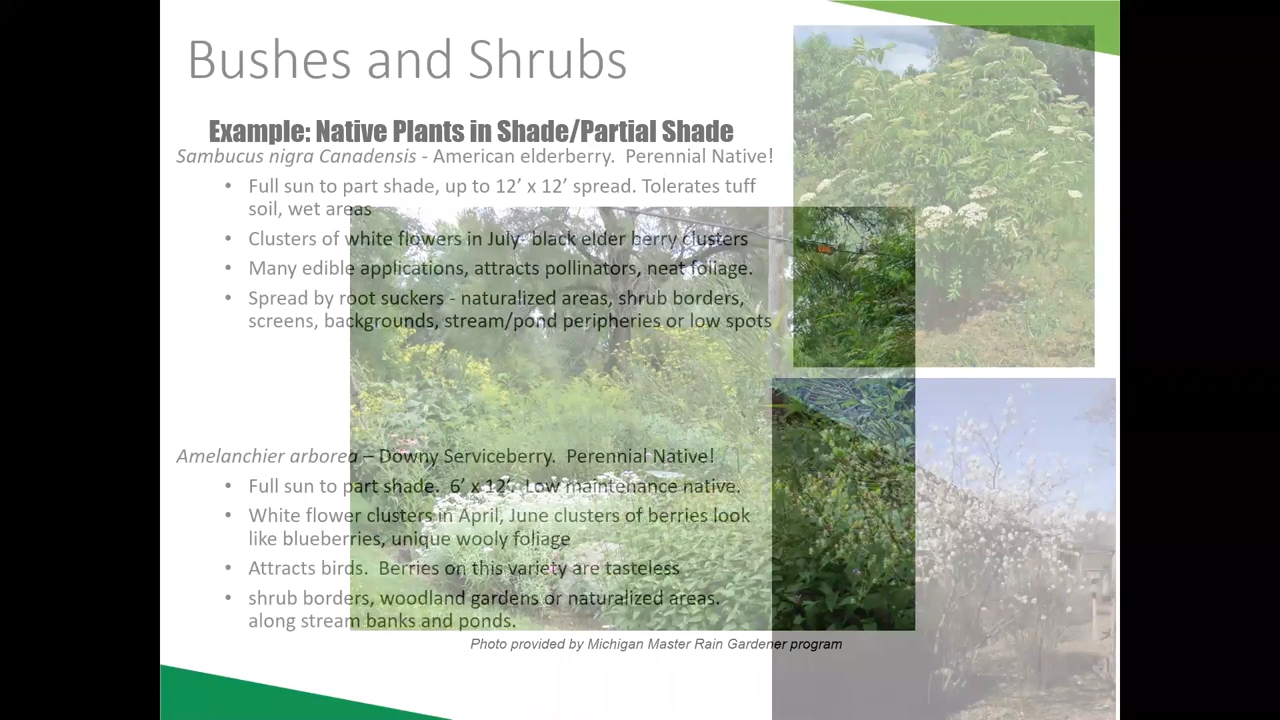 Bushes and Shrubs
Example: Native Plants in Shade/Partial Shade
Sambucus nigra Canadensis - American elderberry.  Perennial Native!
• Full sun to part shade, up to 12’ x 12’ spread. Tolerates tuff
soil, wet areas
• Clusters of white flowers in July- black elder berry clusters
• Many edible applications, attracts pollinators, neat foliage.
• Spread by root suckers - naturalized areas, shrub borders,
screens, backgrounds, stream/pond peripheries or low spots
Amelanchier arborea – Downy Serviceberry.  Perennial Native!
• Full sun to part shade.  6’ x 12’.  Low maintenance native.
• White flower clusters in April, June clusters of berries look
like blueberries, unique wooly foliage
• Attracts birds.  Berries on this variety are tasteless
• shrub borders, woodland gardens or naturalized areas.
along stream banks and ponds.
Photo provided by Michigan Master Rain Gardener program